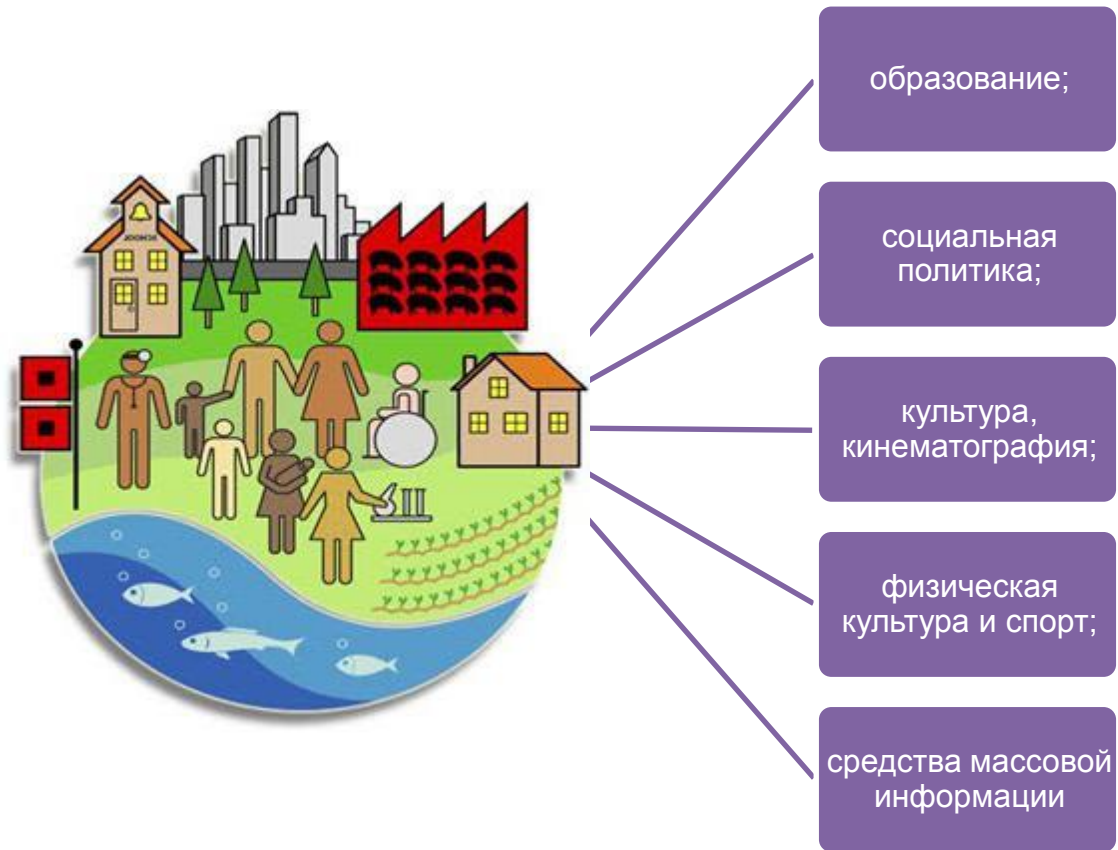 образование;
социальная
политика;
культура,
кинематография;
физическая
культура и спорт;
средства массовой
информации